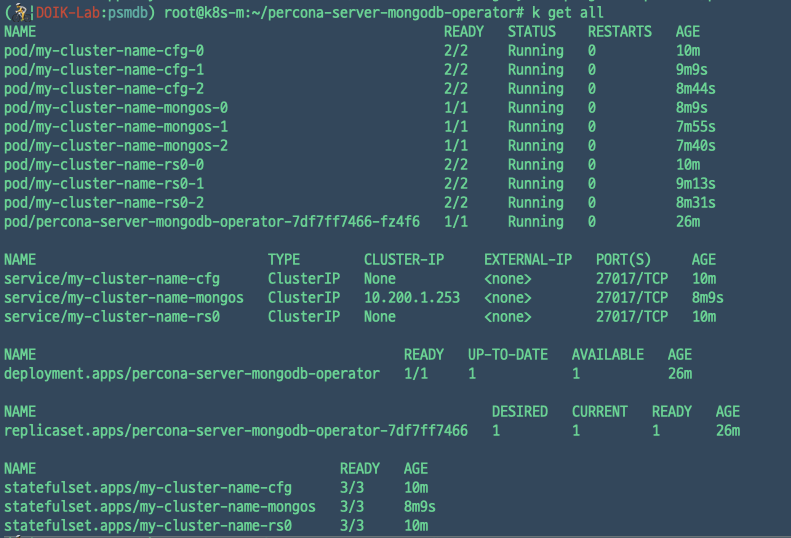 (🧚|DOIK-Lab:psmdb) root@k8s-m:~/percona-server-mongodb-operator# k get all
NAME READY STATUS RESTARTS AGE
pod/my-cluster-name-cfg-0 2/2 Running 0 10m
pod/my-cluster-name-cfg-1 2/2 Running 0 9m9s
pod/my-cluster-name-cfg-2 2/2 Running 0 8m44s
pod/my-cluster-name-mongos-0 1/1 Running 0 8m9s
pod/my-cluster-name-mongos-1 1/1 Running 0 7m55s
pod/my-cluster-name-mongos-2 1/1 Running 0 7m40s
pod/my-cluster-name-rs0-0 2/2 Running 0 10m
pod/my-cluster-name-rs0-1 2/2 Running 0 9m13s
pod/my-cluster-name-rs0-2 2/2 Running 0 8m31s
pod/percona-server-mongodb-operator-7df7ff7466-fz4f6 1/1 Running 0 26m
NAME TYPE CLUSTER-IP EXTERNAL-IP PORT(S) AGE
service/my-cluster-name-cfg ClusterIP None <none> 27017/TCP 10m
service/my-cluster-name-mongos ClusterIP 10.200.1.253 <none> 27017/TCP 8m9s
service/my-cluster-name-rs0 ClusterIP None <none> 27017/TCP 10m
NAME READY UP-TO-DATE AVAILABLE AGE
deployment.apps/percona-server-mongodb-operator 1/1 1 1 26m
NAME DESIRED CURRENT READY AGE
replicaset.apps/percona-server-mongodb-operator-7df7ff7466 1 1 1 26m
NAME READY AGE
statefulset.apps/my-cluster-name-cfg 3/3 10m
statefulset.apps/my-cluster-name-mongos 3/3 8m9s
statefulset.apps/my-cluster-name-rs0 3/3 10m